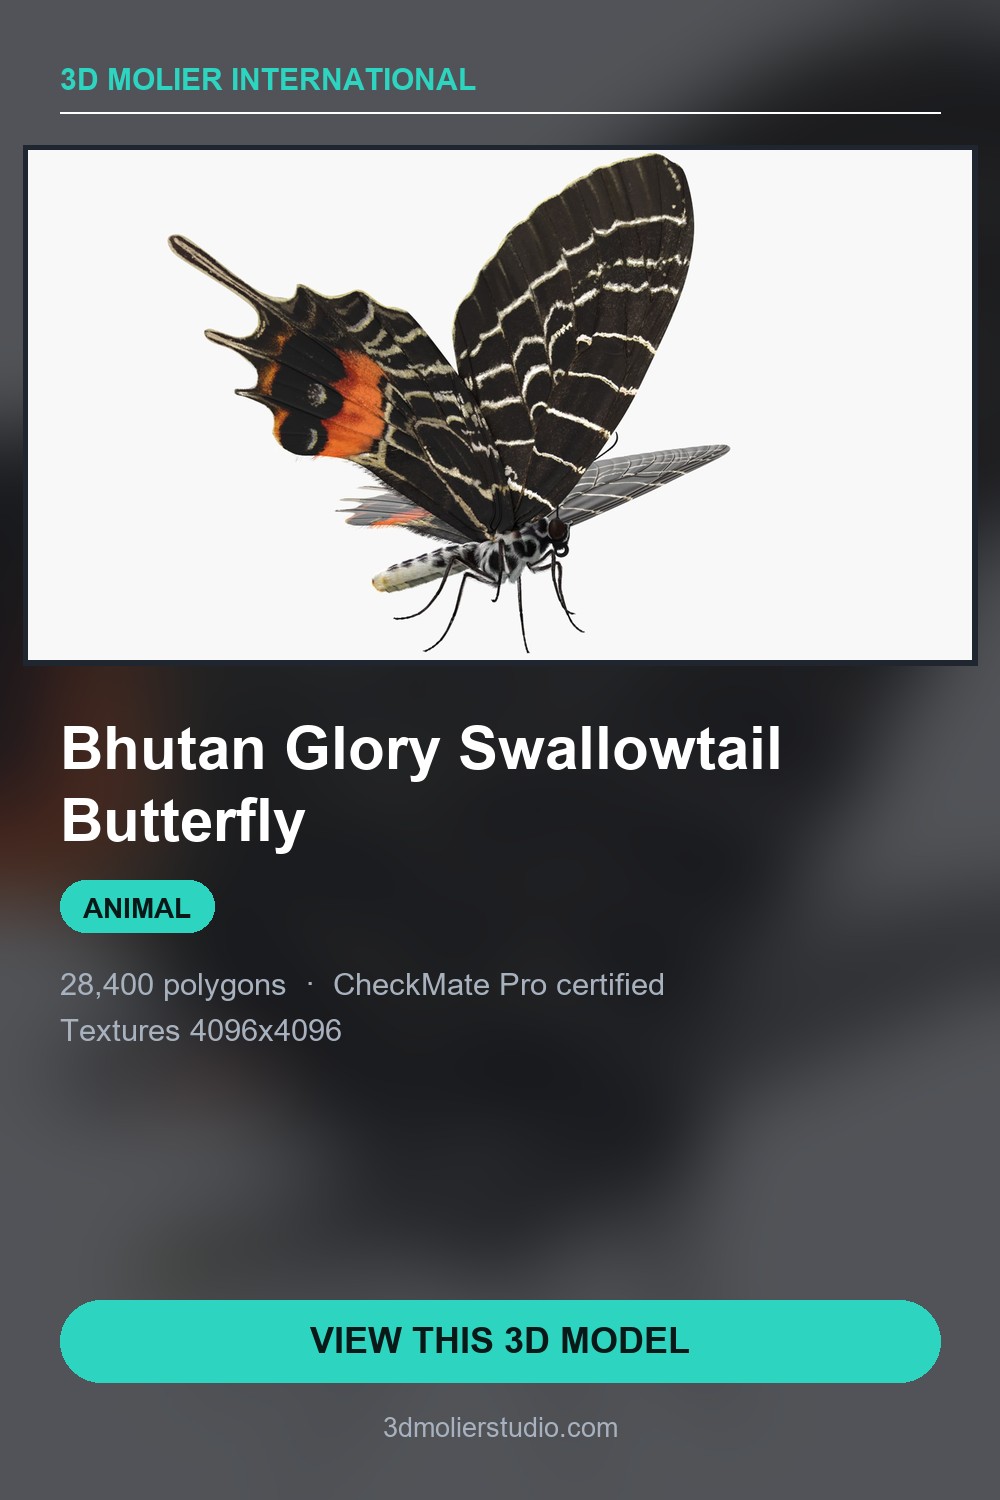 3D MOLIER INTERNATIONAL
Bhutan Glory Swallowtail
Butterfly
ANIMAL
28,400 polygons · CheckMate Pro certified
Textures 4096x4096
VIEW THIS 3D MODEL
3dmolierstudio.com